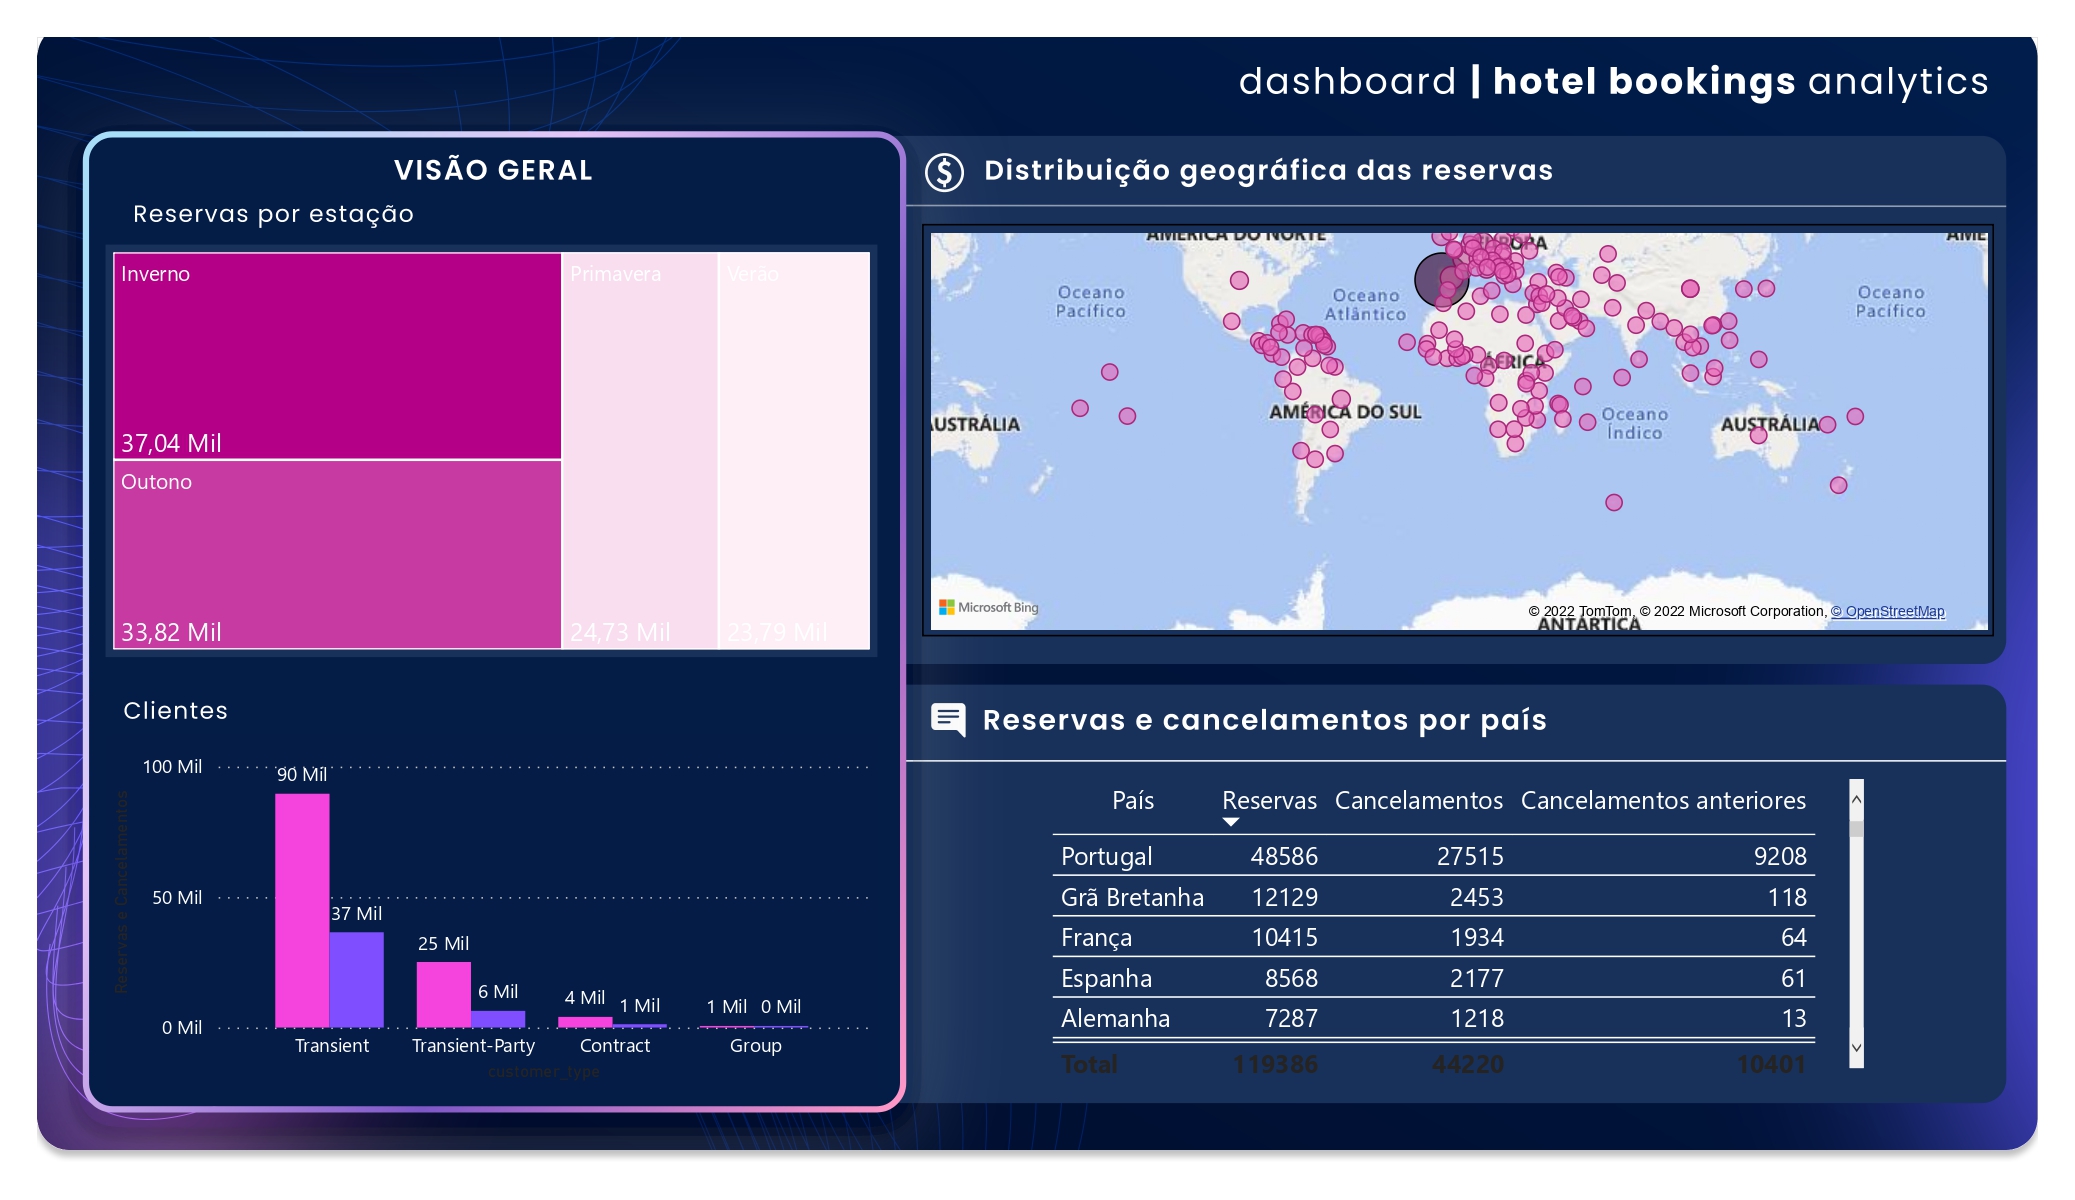 dashboard | hotel bookings analytics
VISÃO GERAL
Reservas por estação
Inverno
37,04 Mil
Outono
33,82 Mil
Primavera
24,73 Mil
Verão
23,79 Mil
Clientes
Reservas e Cancelamentos
100 Mil
50 Mil
0 Mil
90 Mil
37 Mil
25 Mil
6 Mil
4 Mil
1 Mil
1 Mil
0 Mil
Transient
Transient-Party
Contract
Group
customer_type
Distribuição geográfica das reservas
AMÉRICA DO NORTE
EUROPA
AMÉ
Oceano
Pacífico
Oceano
Atlântico
Oceano
Pacífico
ÁFRICA
AMÉRICA DO SUL
AUSTRÁLIA
Oceano
Índico
AUSTRÁLIA
Microsoft Bing
© 2022 TomTom, © 2022 Microsoft Corporation, © OpenStreetMap
ANTÁRTICA
Reservas e cancelamentos por país
País Reservas Cancelamentos Cancelamentos anteriores
Portugal 48586 27515 9208
Grã Bretanha 12129 2453 118
França 10415 1934 64
Espanha 8568 2177 61
Alemanha 7287 1218 13
Total 119386 44220 10401